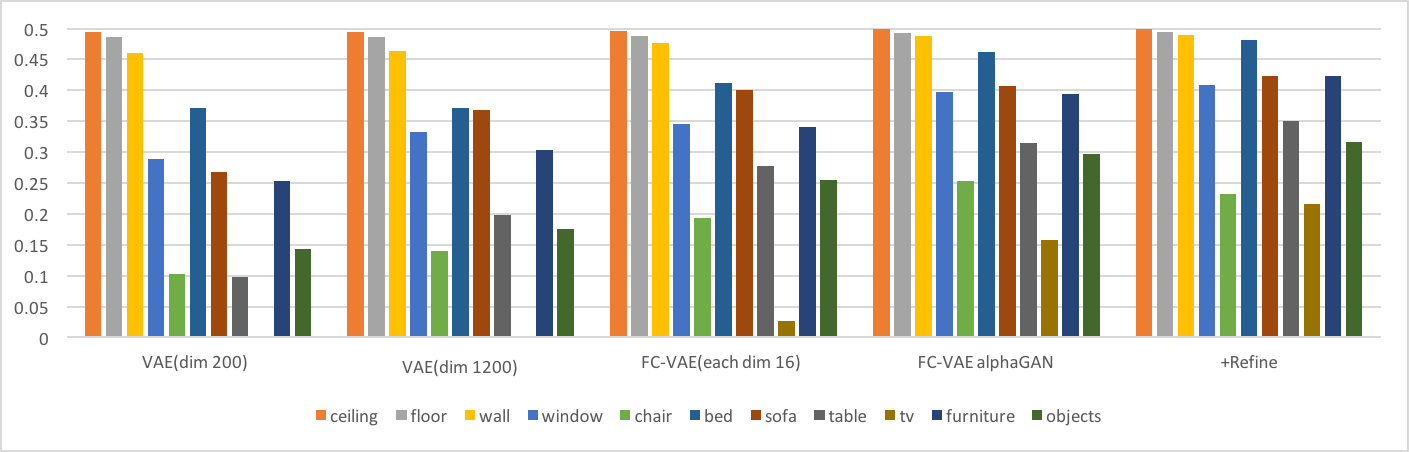 0.5
0.45
0.4
0.35
0.3
0.25
0.2
0.15
0.1
0.05
0
VAE(dim 200)
VAE(dim 1200)
FC-VAE(each dim 16)
FC-VAE alphaGAN
+Refine
ceiling floor wall window chair bed sofa table tv furniture objects